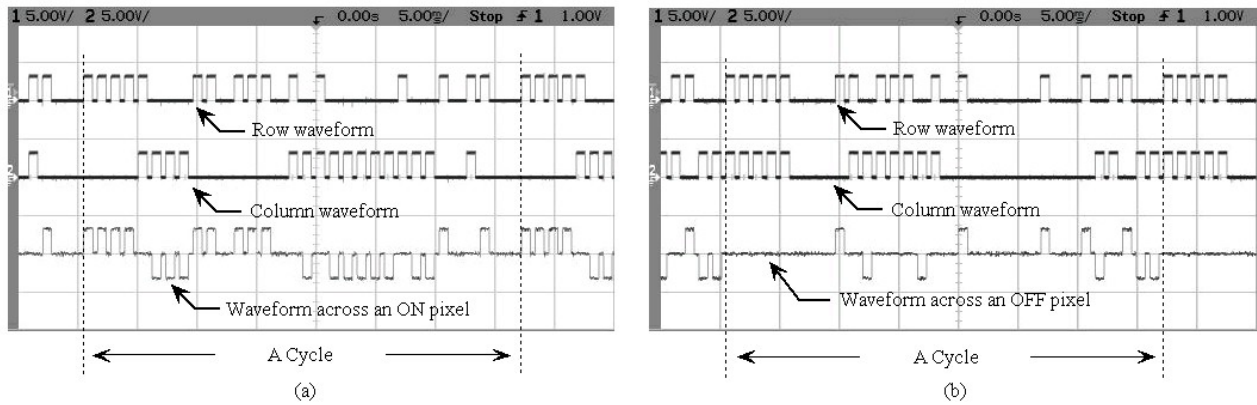 1 5.00V/ 2 5.00V/ 0.00s 5.00m/ Stop 1 1.00V
Row waveform
Column waveform
Waveform across an ON pixel
A Cycle
(a)
1 5.00V/ 2 5.00V/ 0.00s 5.00m/ Stop 1 1.00V
Row waveform
Column waveform
Waveform across an OFF pixel
A Cycle
(b)